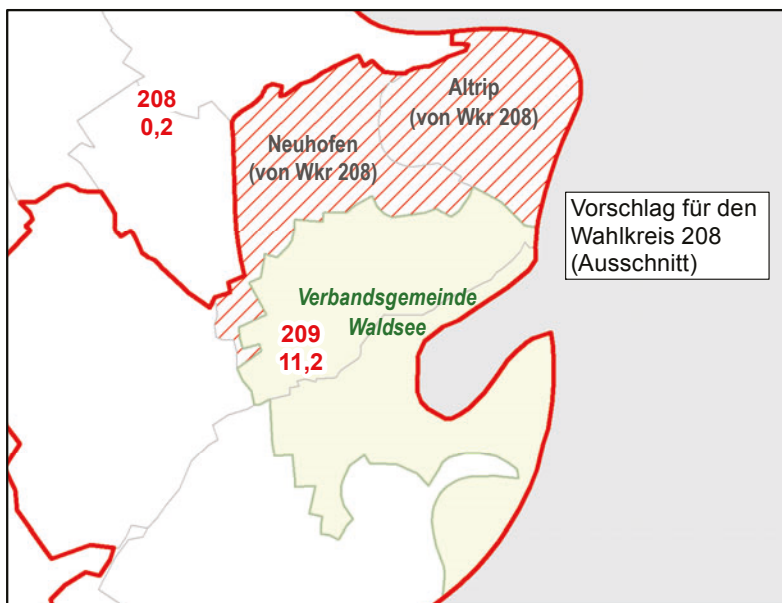 208
0,2
Altrip
(von Wkr 208)
Neuhofen
(von Wkr 208)
Vorschlag für den
Wahlkreis 208
(Ausschnitt)
Verbandsgemeinde
Waldsee
209
11,2